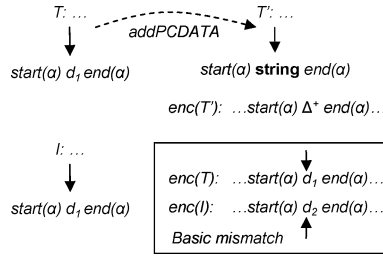 T: …
T’: …
addPCDATA
start(α) d₁ end(α)
start(α) string end(α)
enc(T’): …start(α) Δ⁺ end(α)…
I: …
start(α) d₁ end(α)
enc(T): …start(α) d₁ end(α)…
enc(I): …start(α) d₂ end(α)…
Basic mismatch